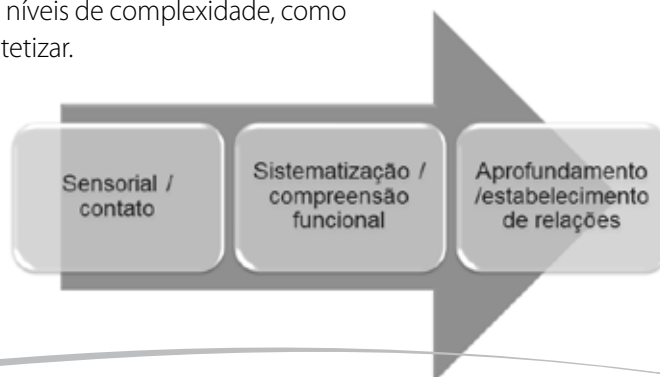 níveis de complexidade, como
tetizar.
Sensorial /
contato
Sistematização /
compreensão
funcional
Aprofundamento
/estabelecimento
de relações